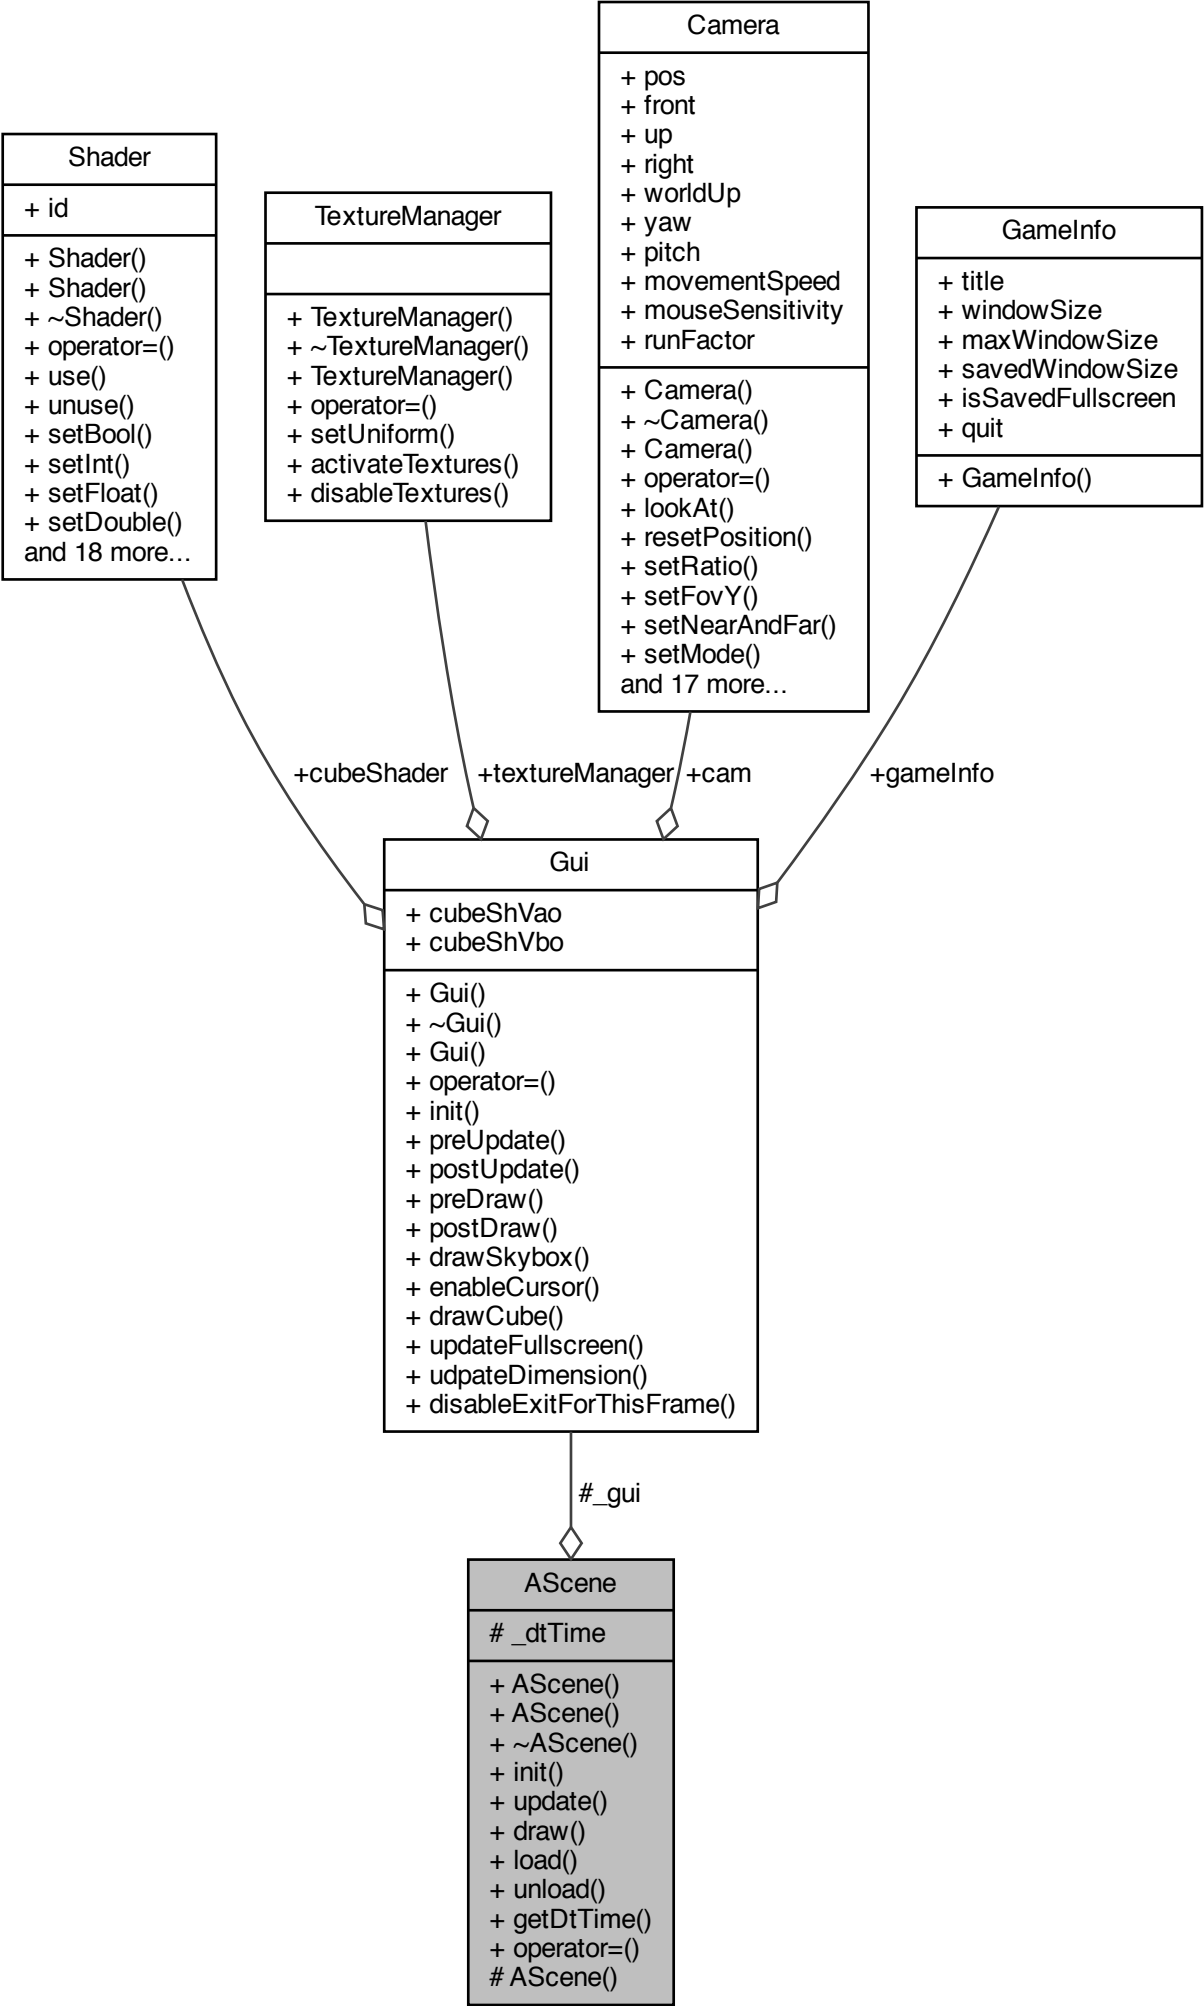 Camera
+ pos
+ front
+ up
+ right
+ worldUp
+ yaw
+ pitch
+ movementSpeed
+ mouseSensitivity
+ runFactor
+ Camera()
+ ~Camera()
+ Camera()
+ operator=()
+ lookAt()
+ resetPosition()
+ setRatio()
+ setFovY()
+ setNearAndFar()
+ setMode()
and 17 more...
Shader
+ id
+ Shader()
+ Shader()
+ ~Shader()
+ operator=()
+ use()
+ unuse()
+ setBool()
+ setInt()
+ setFloat()
+ setDouble()
and 18 more...
TextureManager
+ TextureManager()
+ ~TextureManager()
+ TextureManager()
+ operator=()
+ setUniform()
+ activateTextures()
+ disableTextures()
GameInfo
+ title
+ windowSize
+ maxWindowSize
+ savedWindowSize
+ isSavedFullscreen
+ quit
+ GameInfo()
+cubeShader
+textureManager
+cam
+gameInfo
Gui
+ cubeShVao
+ cubeShVbo
+ Gui()
+ ~Gui()
+ Gui()
+ operator=()
+ init()
+ preUpdate()
+ postUpdate()
+ preDraw()
+ postDraw()
+ drawSkybox()
+ enableCursor()
+ drawCube()
+ updateFullscreen()
+ udpateDimension()
+ disableExitForThisFrame()
#_gui
AScene
# _dtTime
+ AScene()
+ AScene()
+ ~AScene()
+ init()
+ update()
+ draw()
+ load()
+ unload()
+ getDtTime()
+ operator=()
# AScene()